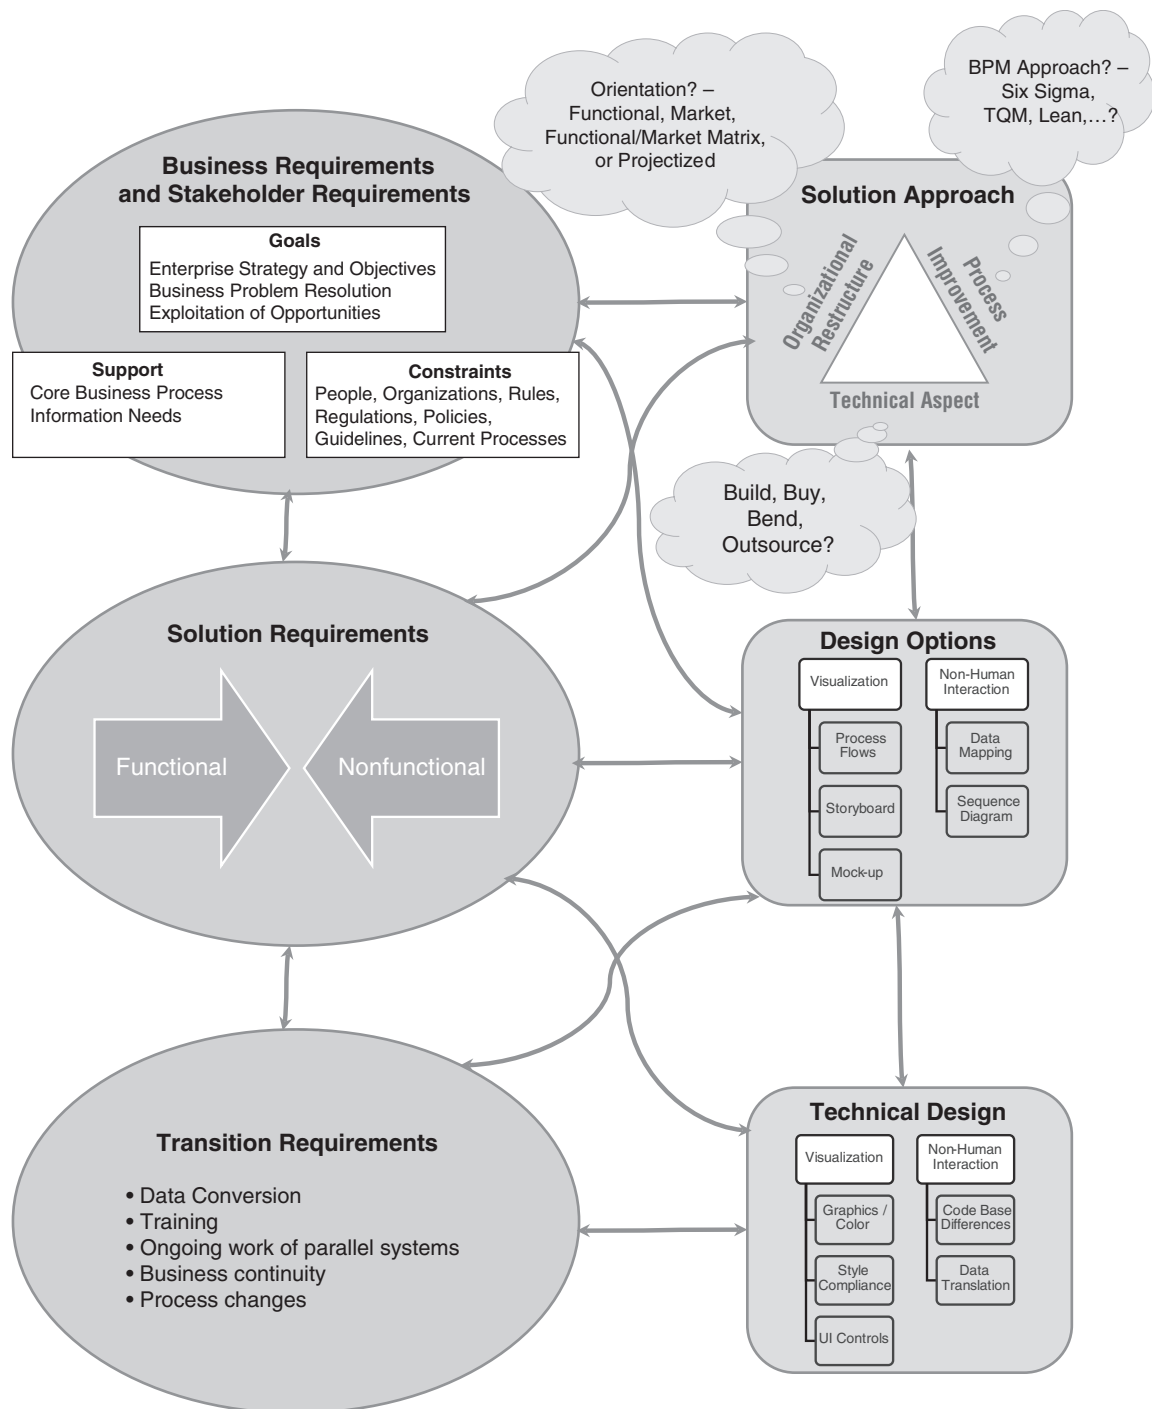 Orientation? –
Functional, Market,
Functional/Market Matrix,
or Projectized
BPM Approach? –
Six Sigma,
TQM, Lean,…?
Business Requirements
and Stakeholder Requirements
Goals
Enterprise Strategy and Objectives
Business Problem Resolution
Exploitation of Opportunities
Support
Core Business Process
Information Needs
Constraints
People, Organizations, Rules,
Regulations, Policies,
Guidelines, Current Processes
Solution Approach
Organizational
Restructure
Process
Improvement
Technical Aspect
Build, Buy,
Bend,
Outsource?
Solution Requirements
Functional
Nonfunctional
Design Options
Visualization
Process
Flows
Storyboard
Mock-up
Non-Human
Interaction
Data
Mapping
Sequence
Diagram
Transition Requirements
• Data Conversion
• Training
• Ongoing work of parallel systems
• Business continuity
• Process changes
Technical Design
Visualization
Graphics /
Color
Style
Compliance
UI Controls
Non-Human
Interaction
Code Base
Differences
Data
Translation